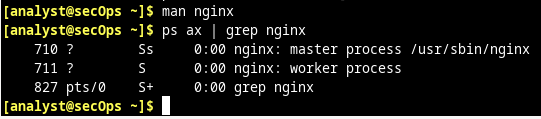 [analyst@secOps ~]$ man nginx
[analyst@secOps ~]$ ps ax | grep nginx
    710 ?        Ss     0:00 nginx: master process /usr/sbin/nginx
    711 ?        S      0:00 nginx: worker process
    827 pts/0    S+     0:00 grep nginx
[analyst@secOps ~]$